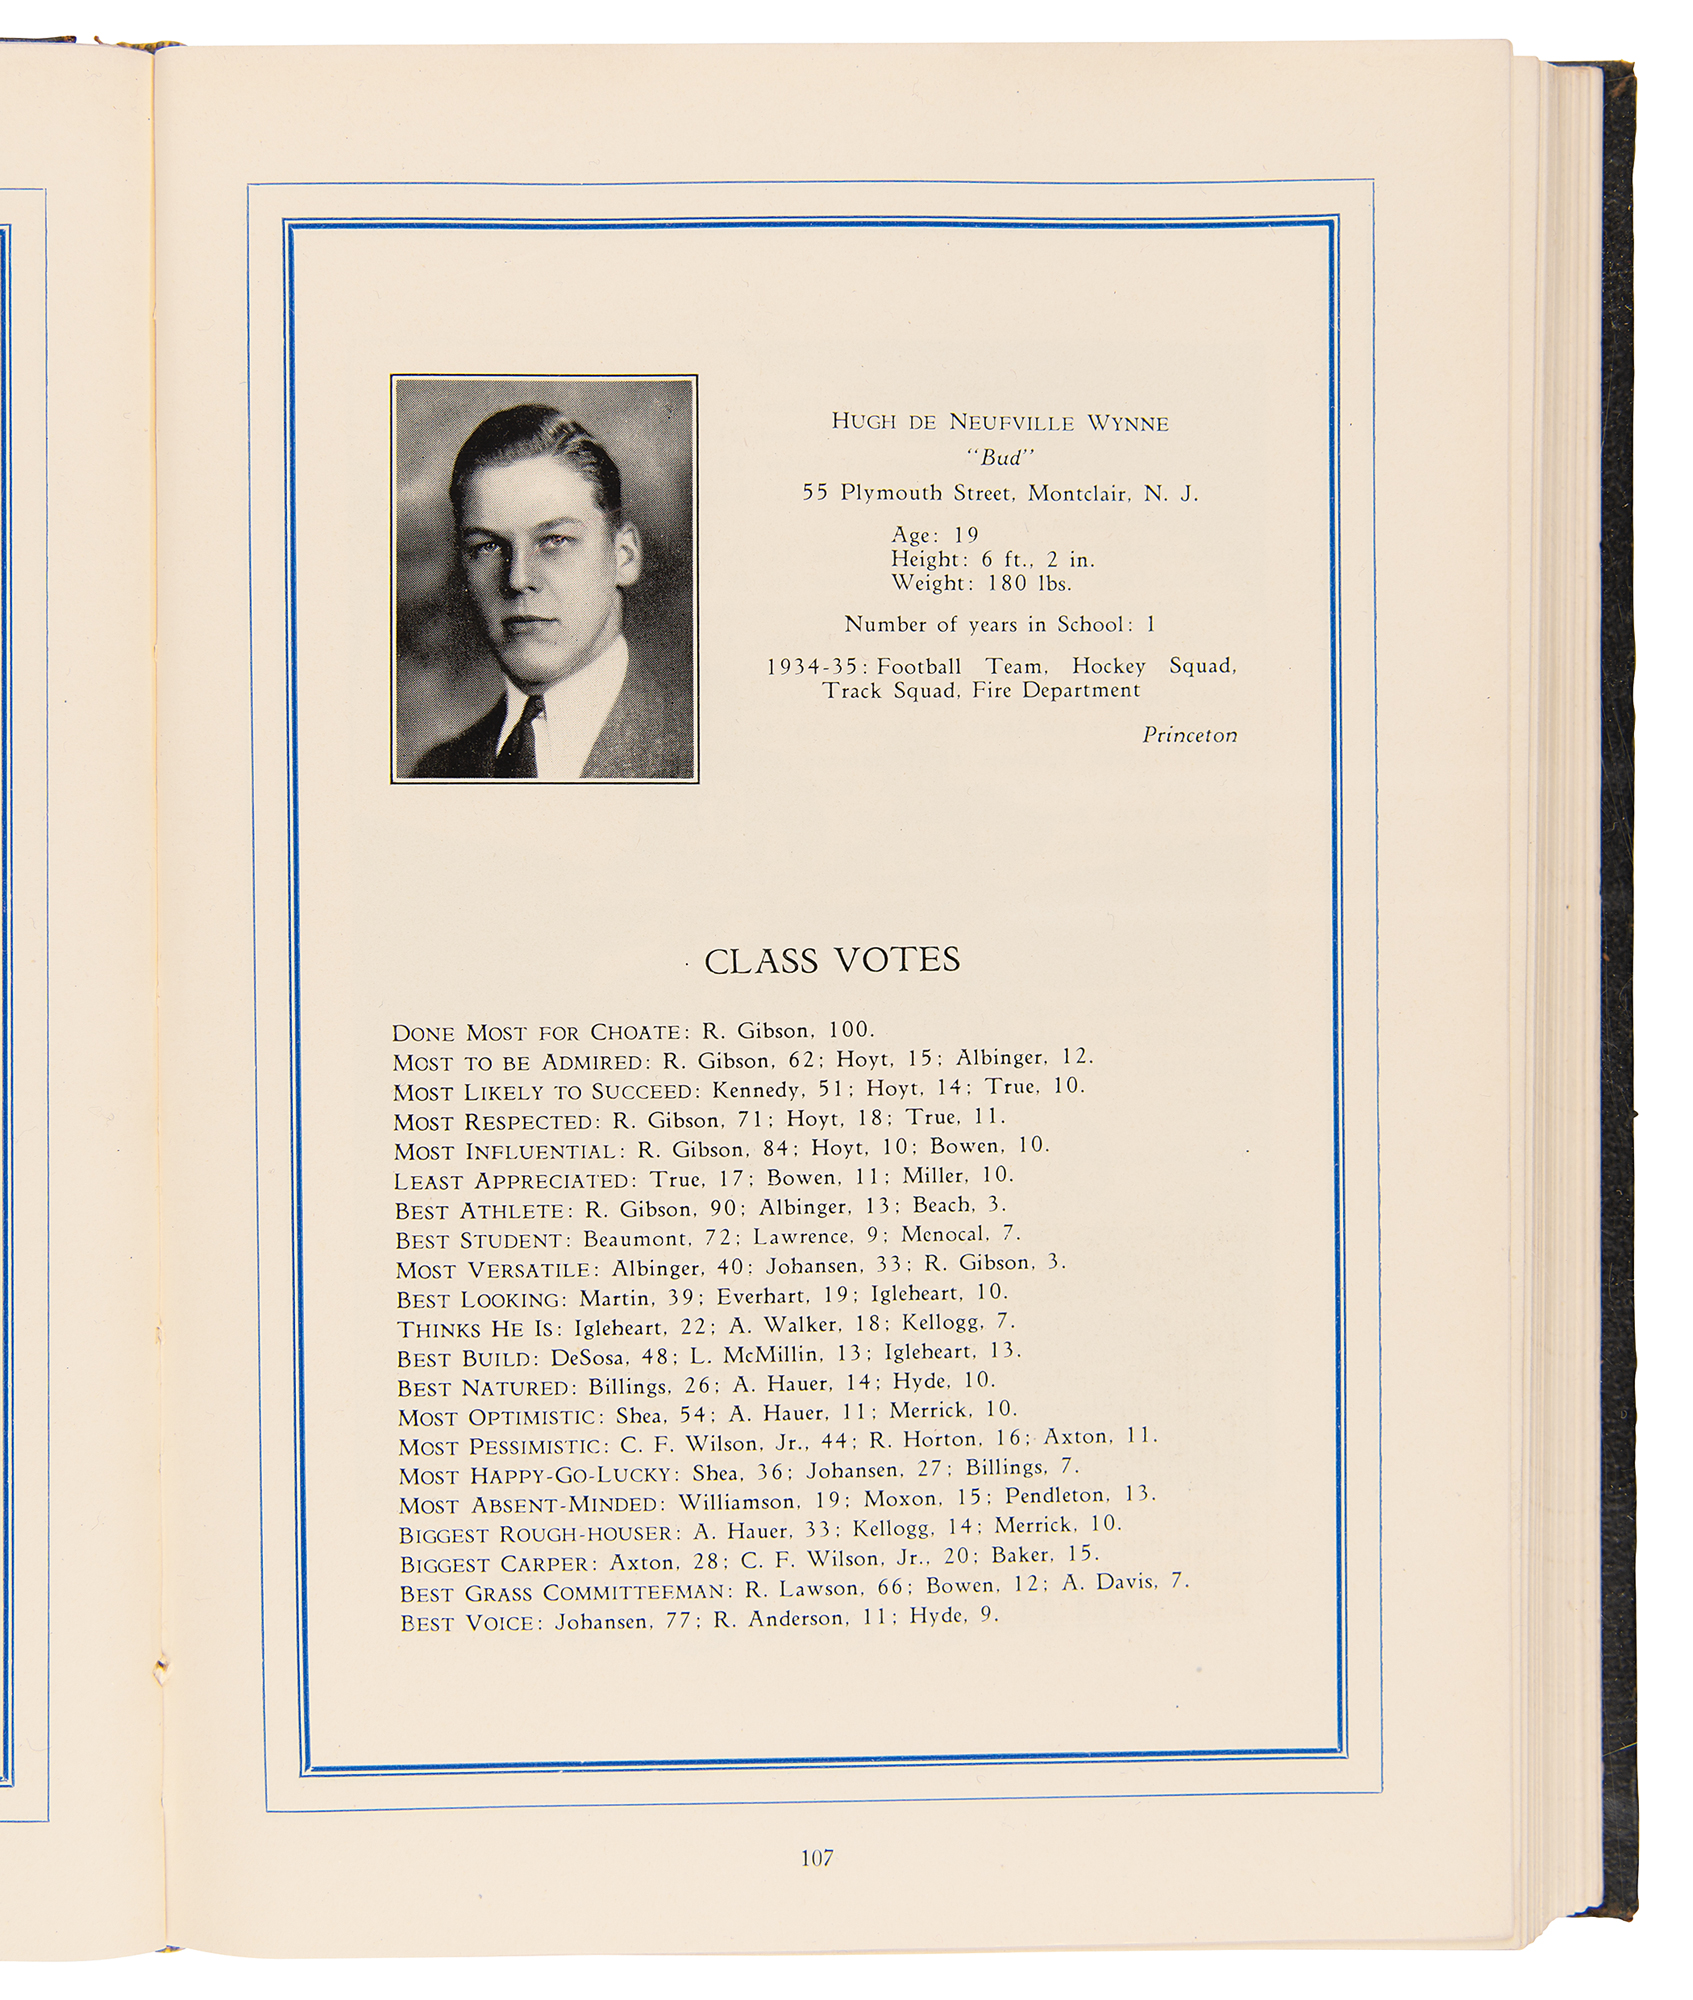 HUGH DE NEUFVILLE WYNNE
"Bud"
55 Plymouth Street, Montclair, N. J.
Age: 19
Height: 6 ft., 2 in.
Weight: 180 lbs.
Number of years in School: 1
1934-35: Football Team, Hockey Squad,
Track Squad, Fire Department
Princeton
CLASS VOTES
DONE MOST FOR CHOATE: R. Gibson, 100.
MOST TO BE ADMIRED: R. Gibson, 62; Hoyt, 15; Albinger, 12.
MOST LIKELY TO SUCCEED: Kennedy, 51; Hoyt, 14; True, 10.
MOST RESPECTED: R. Gibson, 71; Hoyt, 18; True, 11.
MOST INFLUENTIAL: R. Gibson, 84; Hoyt, 10; Bowen, 10.
LEAST APPRECIATED: True, 17; Bowen, 11; Miller, 10.
BEST ATHLETE: R. Gibson, 90; Albinger, 13; Beach, 3.
BEST STUDENT: Beaumont, 72; Lawrence, 9; Menocal, 7.
MOST VERSATILE: Albinger, 40; Johansen, 33; R. Gibson, 3.
BEST LOOKING: Martin, 39; Everhart, 19; Igleheart, 10.
THINKS HE IS: Igleheart, 22; A. Walker, 18; Kellogg, 7.
BEST BUILD: DeSosa, 48; L. McMillin, 13; Igleheart, 13.
BEST NATURED: Billings, 26; A. Hauer, 14; Hyde, 10.
MOST OPTIMISTIC: Shea, 54; A. Hauer, 11; Merrick, 10.
MOST PESSIMISTIC: C. F. Wilson, Jr., 44; R. Horton, 16; Axton, 11.
MOST HAPPY-GO-LUCKY: Shea, 36; Johansen, 27; Billings, 7.
MOST ABSENT-MINDED: Williamson, 19; Moxon, 15; Pendleton, 13.
BIGGEST ROUGH-HOUSER: A. Hauer, 33; Kellogg, 14; Merrick, 10.
BIGGEST CARPER: Axton, 28; C. F. Wilson, Jr., 20; Baker, 15.
BEST GRASS COMMITTEEMAN: R. Lawson, 66; Bowen, 12; A. Davis, 7.
BEST VOICE: Johansen, 77; R. Anderson, 11; Hyde, 9.
107